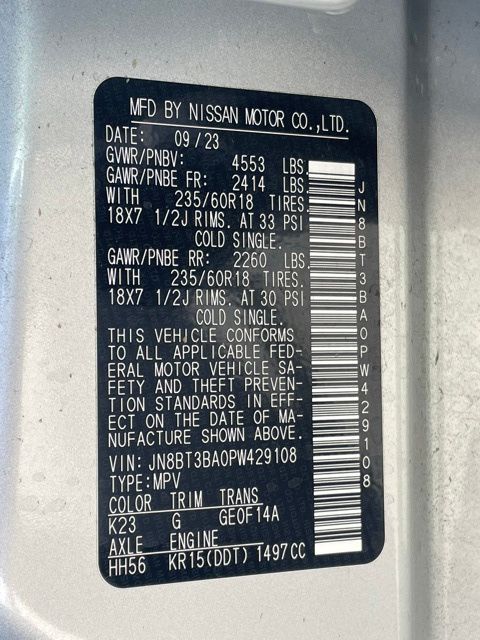 MFD BY NISSAN MOTOR CO.,LTD.
DATE: 09/23
GVWR/PNBV: 4553 LBS.
GAWR/PNBE FR: 2414 LBS.
WITH 235/60R18 TIRES.
18X7 1/2J RIMS. AT 33 PSI
COLD SINGLE.
GAWR/PNBE RR: 2260 LBS.
WITH 235/60R18 TIRES.
18X7 1/2J RIMS. AT 30 PSI
COLD SINGLE.
THIS VEHICLE CONFORMS
TO ALL APPLICABLE FED-
ERAL MOTOR VEHICLE SA-
FETY AND THEFT PREVEN-
TION STANDARDS IN EFF-
ECT ON THE DATE OF MA-
NUFACTURE SHOWN ABOVE.
VIN: JN8BT3BA0PW429108
TYPE:MPV
COLOR TRIM TRANS
K23 G GE0F14A
AXLE ENGINE
HH56 KR15(DDT) 1497CC
JN8BT3BA0PW429108